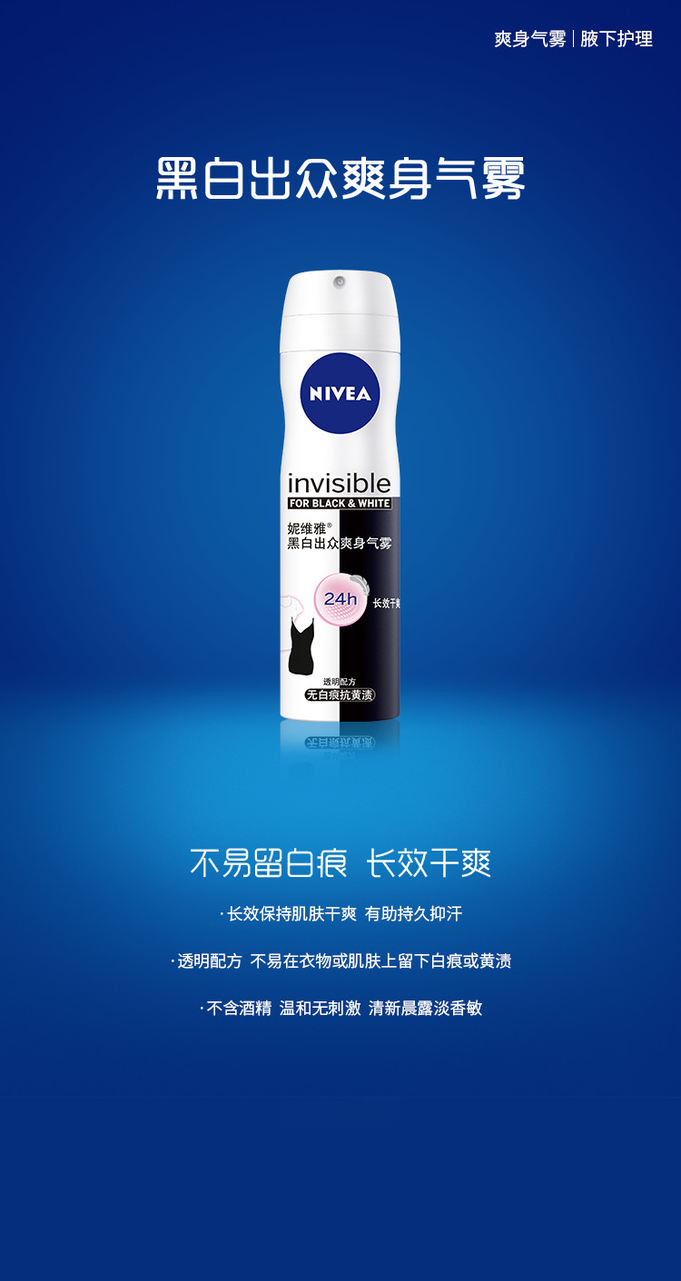 爽身气雾|腋下护理
黑白出众爽身气雾
NIVEA
invisible
FOR BLACK & WHITE
妮维雅®
黑白出众爽身气雾
24h
长效干爽
透明配方
无白痕抗黄渍
不易留白痕 长效干爽
·长效保持肌肤干爽 有助持久抑汗
·透明配方 不易在衣物或肌肤上留下白痕或黄渍
·不含酒精 温和无刺激 清新晨露淡香敏